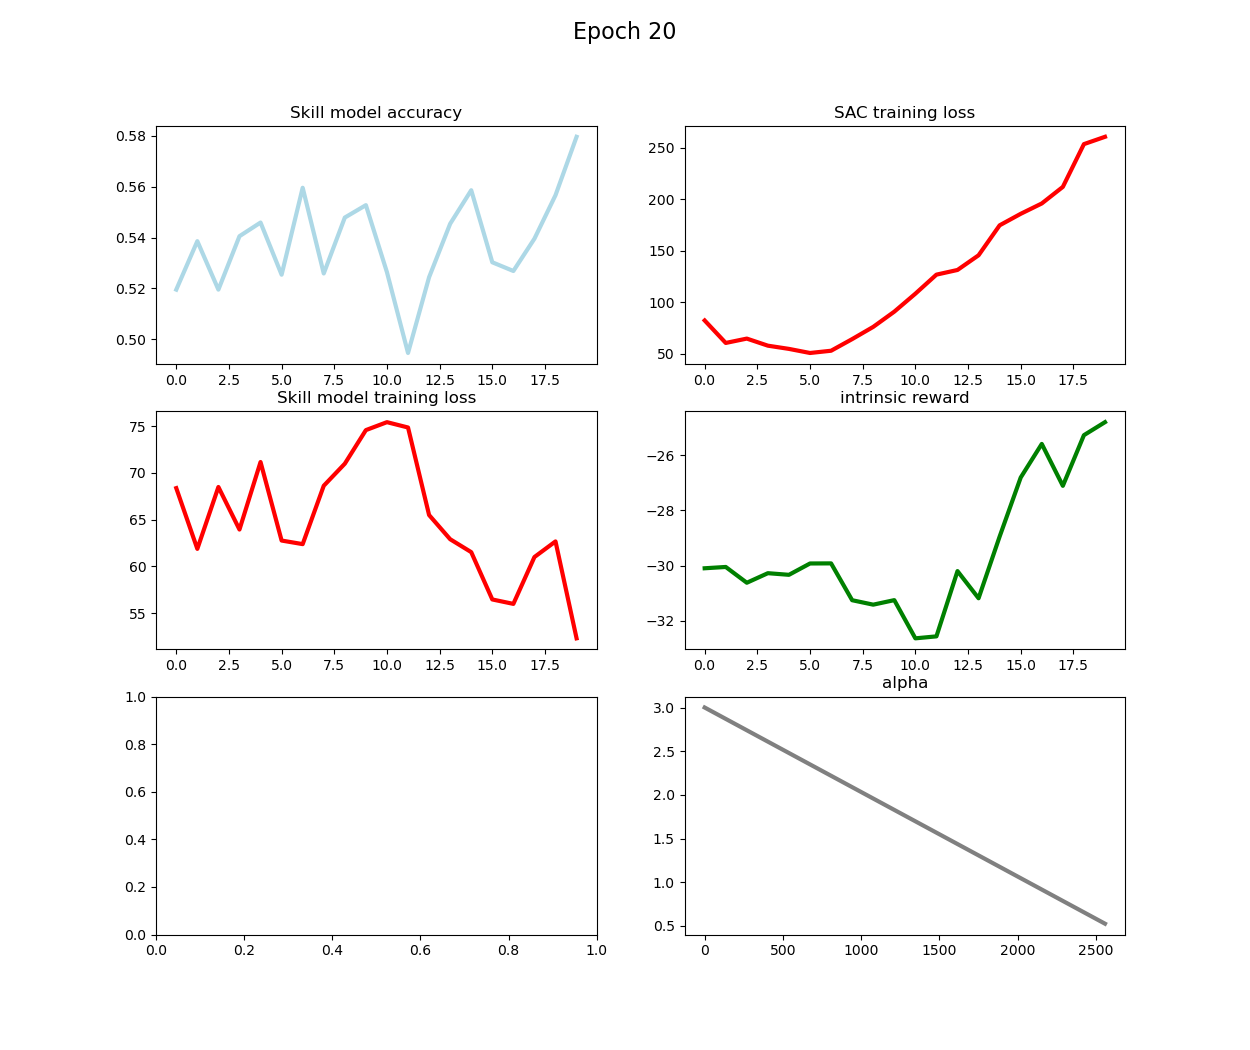 Epoch 20
Skill model accuracy
0.58
0.56
0.54
0.52
0.50
0.0 2.5 5.0 7.5 10.0 12.5 15.0 17.5
SAC training loss
250
200
150
100
50
0.0 2.5 5.0 7.5 10.0 12.5 15.0 17.5
Skill model training loss
75
70
65
60
55
0.0 2.5 5.0 7.5 10.0 12.5 15.0 17.5
intrinsic reward
−26
−28
−30
−32
0.0 2.5 5.0 7.5 10.0 12.5 15.0 17.5
1.0
0.8
0.6
0.4
0.2
0.0
0.0 0.2 0.4 0.6 0.8 1.0
alpha
3.0
2.5
2.0
1.5
1.0
0.5
0 500 1000 1500 2000 2500